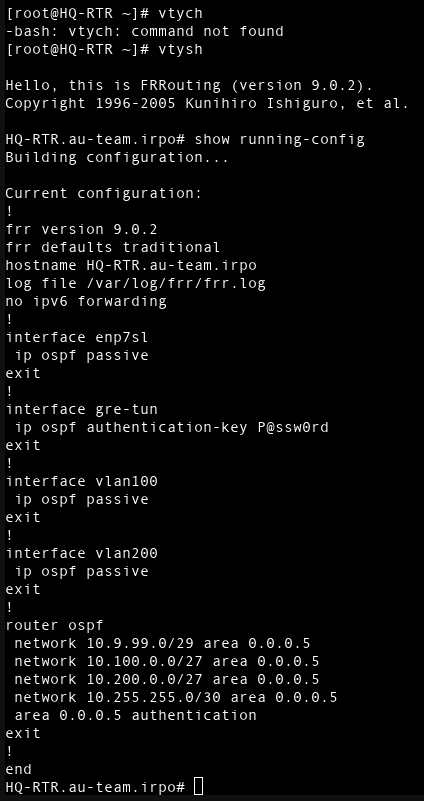 [root@HQ-RTR ~]# vtych
-bash: vtych: command not found
[root@HQ-RTR ~]# vtysh

Hello, this is FRRouting (version 9.0.2).
Copyright 1996-2005 Kunihiro Ishiguro, et al.

HQ-RTR.au-team.irpo# show running-config
Building configuration...

Current configuration:
!
frr version 9.0.2
frr defaults traditional
hostname HQ-RTR.au-team.irpo
log file /var/log/frr/frr.log
no ipv6 forwarding
!
interface enp7sl
 ip ospf passive
exit
!
interface gre-tun
 ip ospf authentication-key P@ssw0rd
exit
!
interface vlan100
 ip ospf passive
exit
!
interface vlan200
 ip ospf passive
exit
!
router ospf
 network 10.9.99.0/29 area 0.0.0.5
 network 10.100.0.0/27 area 0.0.0.5
 network 10.200.0.0/27 area 0.0.0.5
 network 10.255.255.0/30 area 0.0.0.5
 area 0.0.0.5 authentication
exit
!
end
HQ-RTR.au-team.irpo#